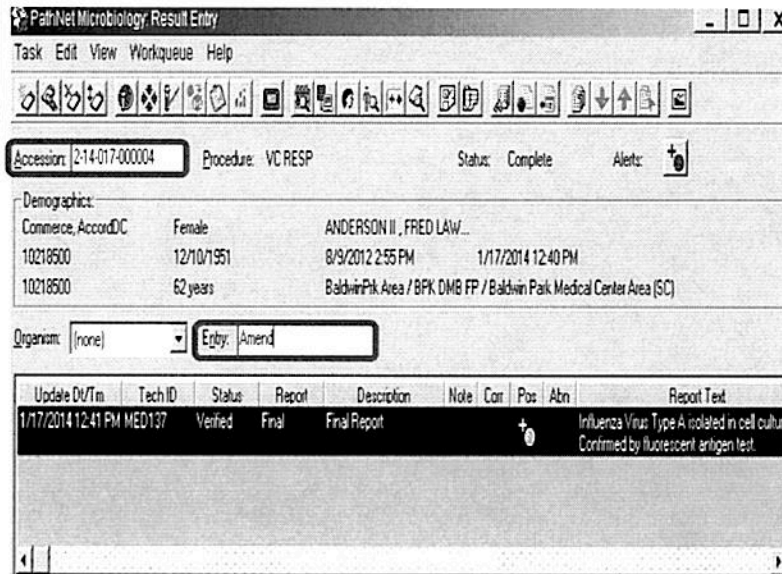 PathNet Microbiology: Result Entry
Task Edit View Workqueue Help
Accession: 2-14-017-000004 Procedure: VC RESP Status: Complete Alerts:
Demographics:
Commerce, AccordDC Female ANDERSON II , FRED LAW...
10218500 12/10/1951 8/9/2012 2:55 PM 1/17/2014 12:40 PM
10218500 62 years BaldwinPrk Area / BPK DMB FP / Baldwin Park Medical Center Area (SC)
Organism: (none) Entry: Amend
Update Dt/Tm Tech ID Status Report Description Note Corr Pos Abn Report Text
1/17/2014 12:41 PM MED137 Verified Final Final Report Influenza Virus Type A isolated in cell cultur
Confirmed by fluorescent antigen test.